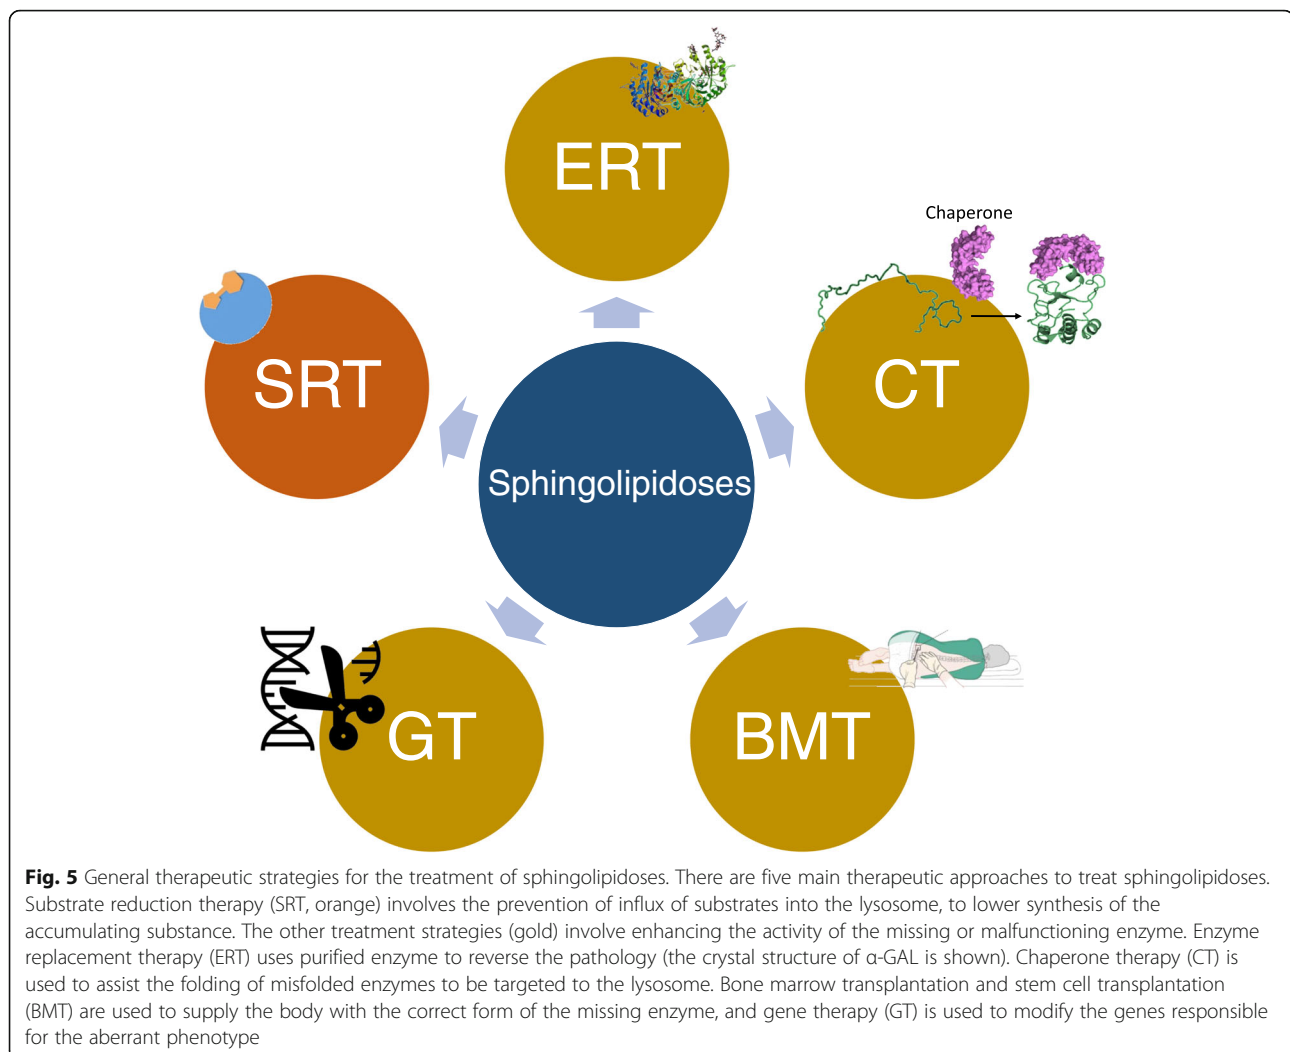 ERT
Chaperone
SRT
CT
Sphingolipidoses
GT
BMT
Fig. 5 General therapeutic strategies for the treatment of sphingolipidoses. There are five main therapeutic approaches to treat sphingolipidoses.
Substrate reduction therapy (SRT, orange) involves the prevention of influx of substrates into the lysosome, to lower synthesis of the
accumulating substance. The other treatment strategies (gold) involve enhancing the activity of the missing or malfunctioning enzyme. Enzyme
replacement therapy (ERT) uses purified enzyme to reverse the pathology (the crystal structure of α-GAL is shown). Chaperone therapy (CT) is
used to assist the folding of misfolded enzymes to be targeted to the lysosome. Bone marrow transplantation and stem cell transplantation
(BMT) are used to supply the body with the correct form of the missing enzyme, and gene therapy (GT) is used to modify the genes responsible
for the aberrant phenotype